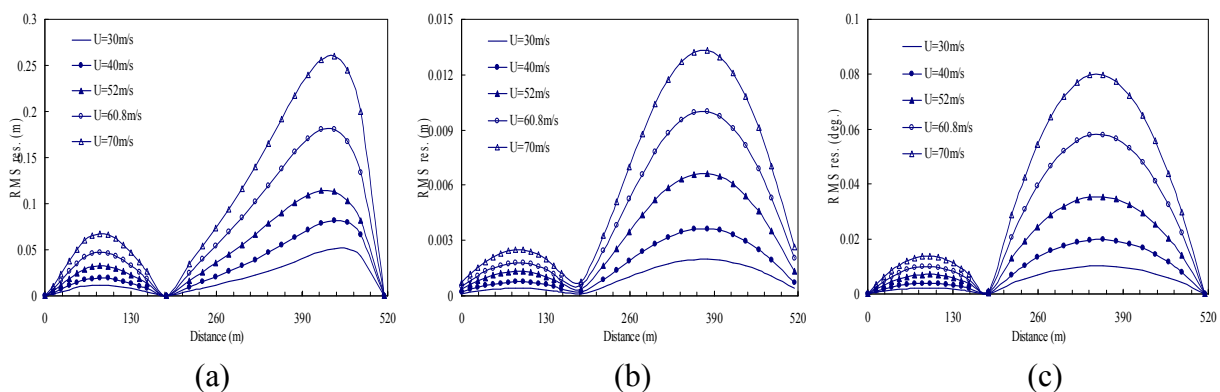 0.3
0.25
0.2
0.15
0.1
0.05
0
RMS res. (m)
U=30m/s
U=40m/s
U=52m/s
U=60.8m/s
U=70m/s
0 130 260 390 520
Distance (m)
(a)
0.015
0.012
0.009
0.006
0.003
0
RMS res. (m)
U=30m/s
U=40m/s
U=52m/s
U=60.8m/s
U=70m/s
0 130 260 390 520
Distance (m)
(b)
0.1
0.08
0.06
0.04
0.02
0
RMS res. (deg.)
U=30m/s
U=40m/s
U=52m/s
U=60.8m/s
U=70m/s
0 130 260 390 520
Distance (m)
(c)